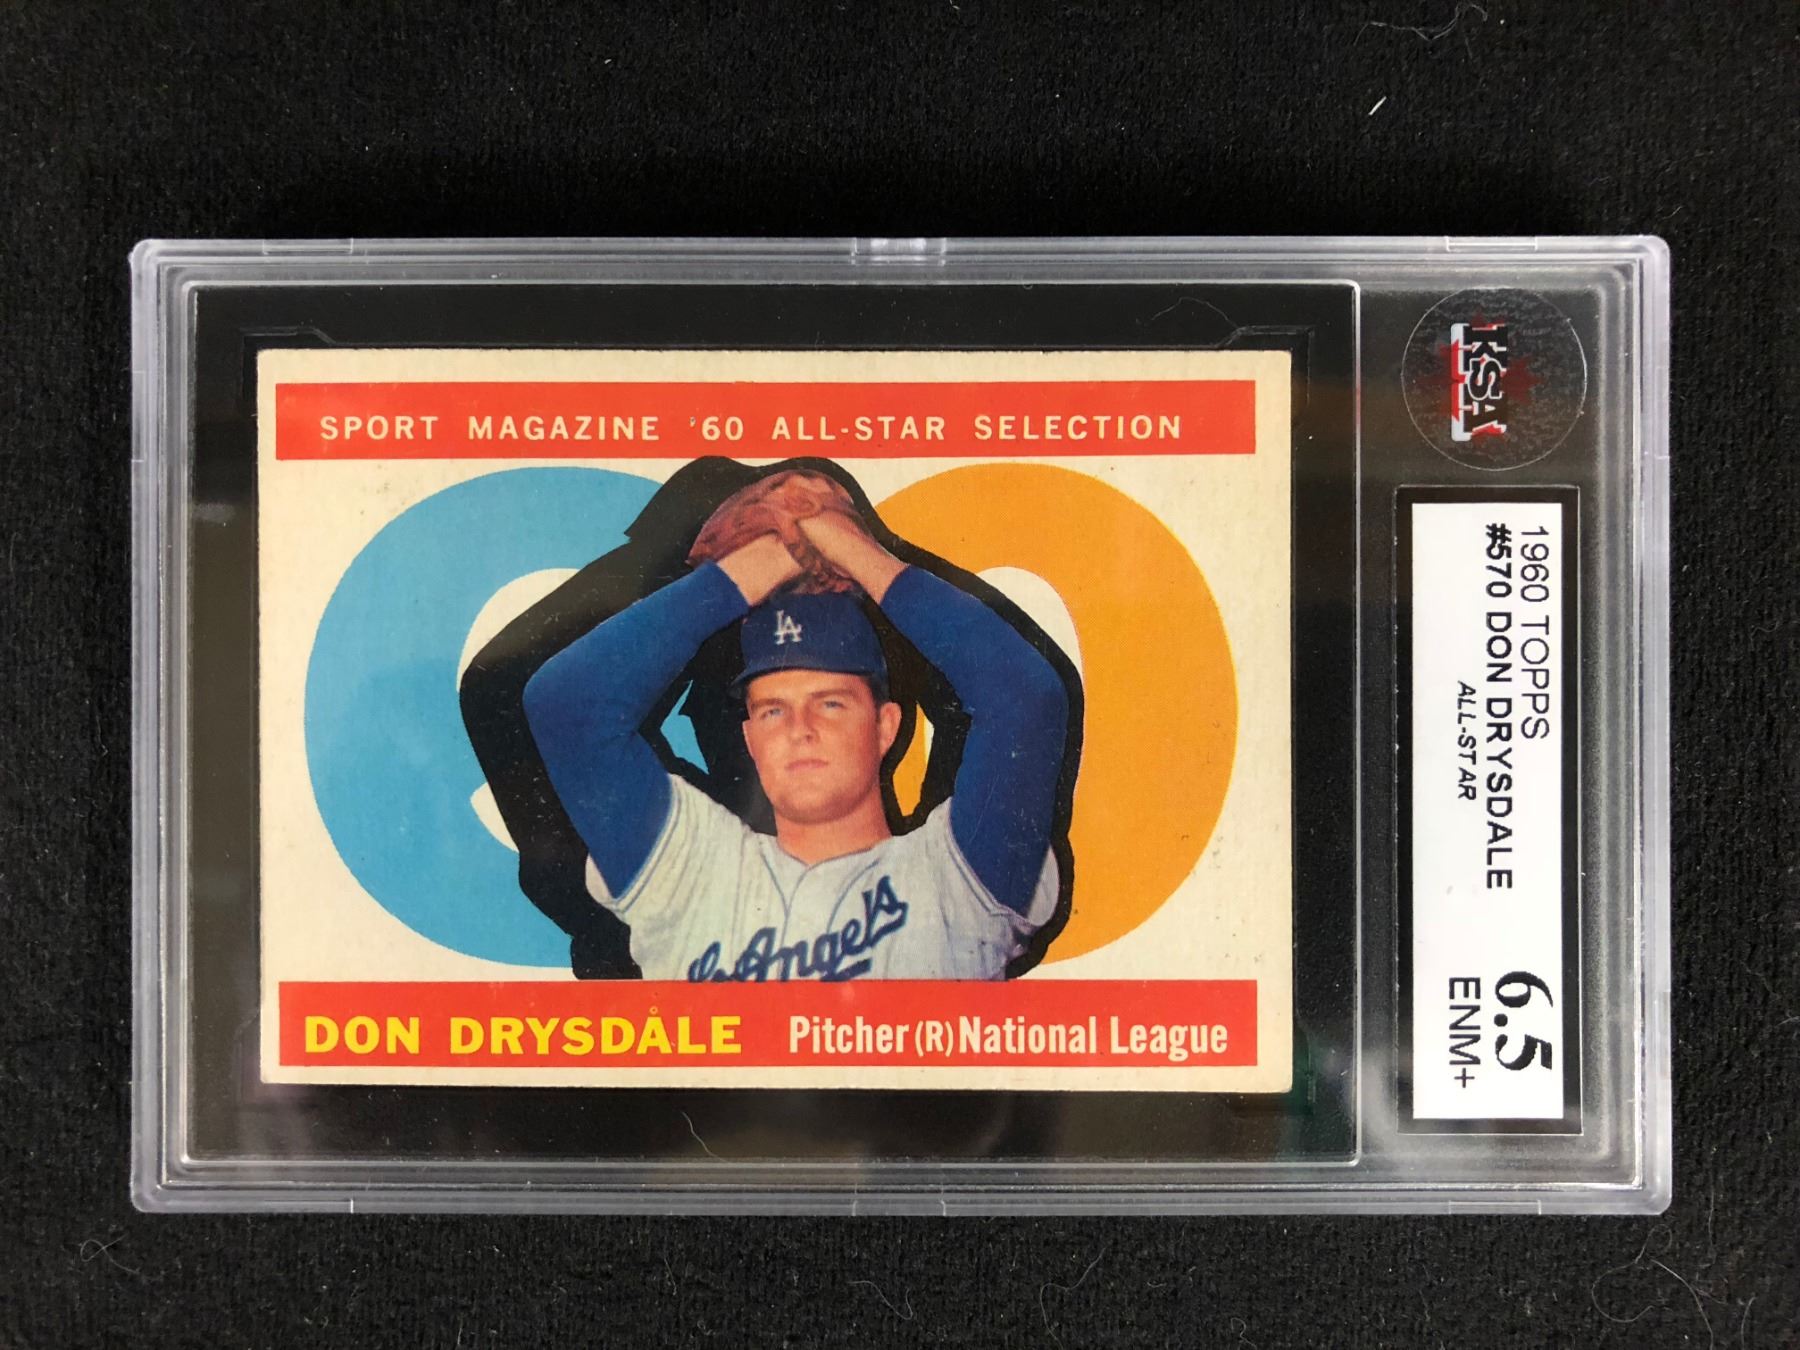 SPORT MAGAZINE '60 ALL-STAR SELECTION
LA
Los Angeles
DON DRYSDALE Pitcher (R) National League
KSA
1960 TOPPS
#570 DON DRYSDALE
ALL-STAR
6.5
ENM+